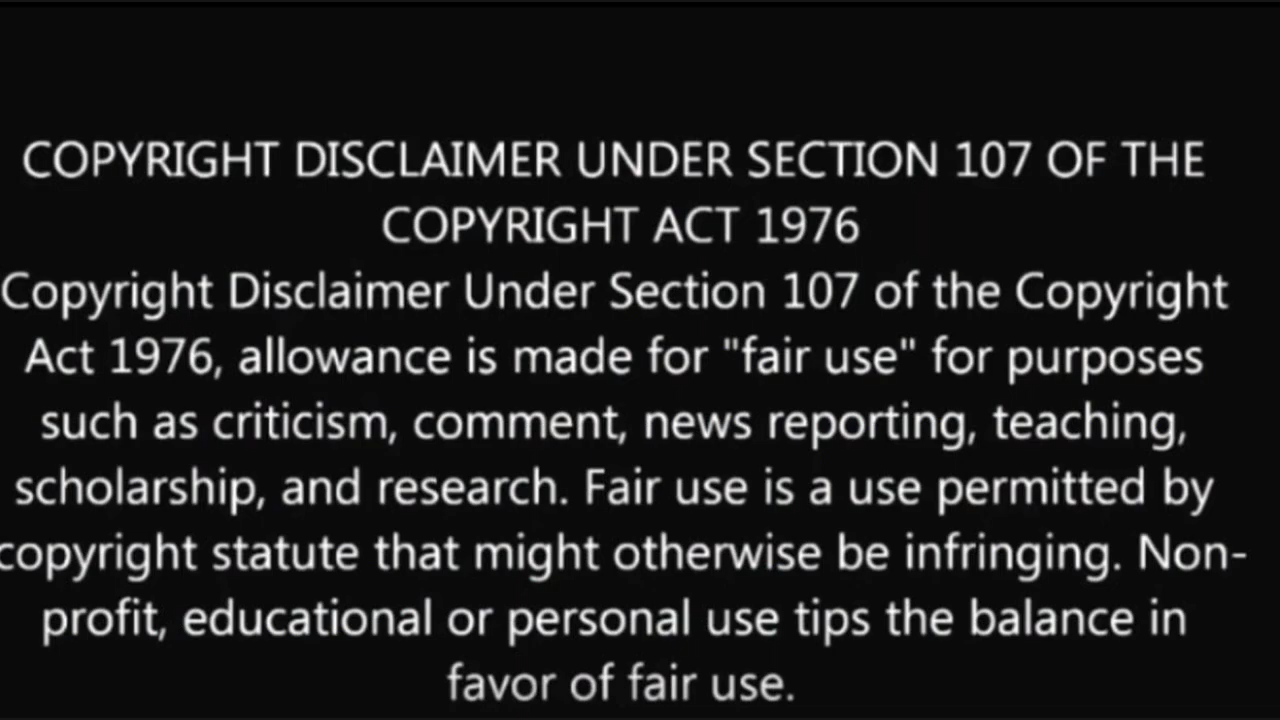 COPYRIGHT DISCLAIMER UNDER SECTION 107 OF THE
COPYRIGHT ACT 1976
Copyright Disclaimer Under Section 107 of the Copyright
Act 1976, allowance is made for "fair use" for purposes
such as criticism, comment, news reporting, teaching,
scholarship, and research. Fair use is a use permitted by
copyright statute that might otherwise be infringing. Non-
profit, educational or personal use tips the balance in
favor of fair use.